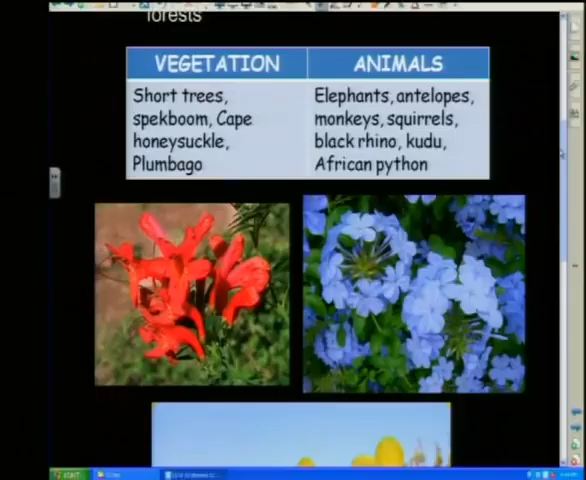 forests
VEGETATION
ANIMALS
Short trees,
spekboom, Cape
honeysuckle,
Plumbago
Elephants, antelopes,
monkeys, squirrels,
black rhino, kudu,
African python